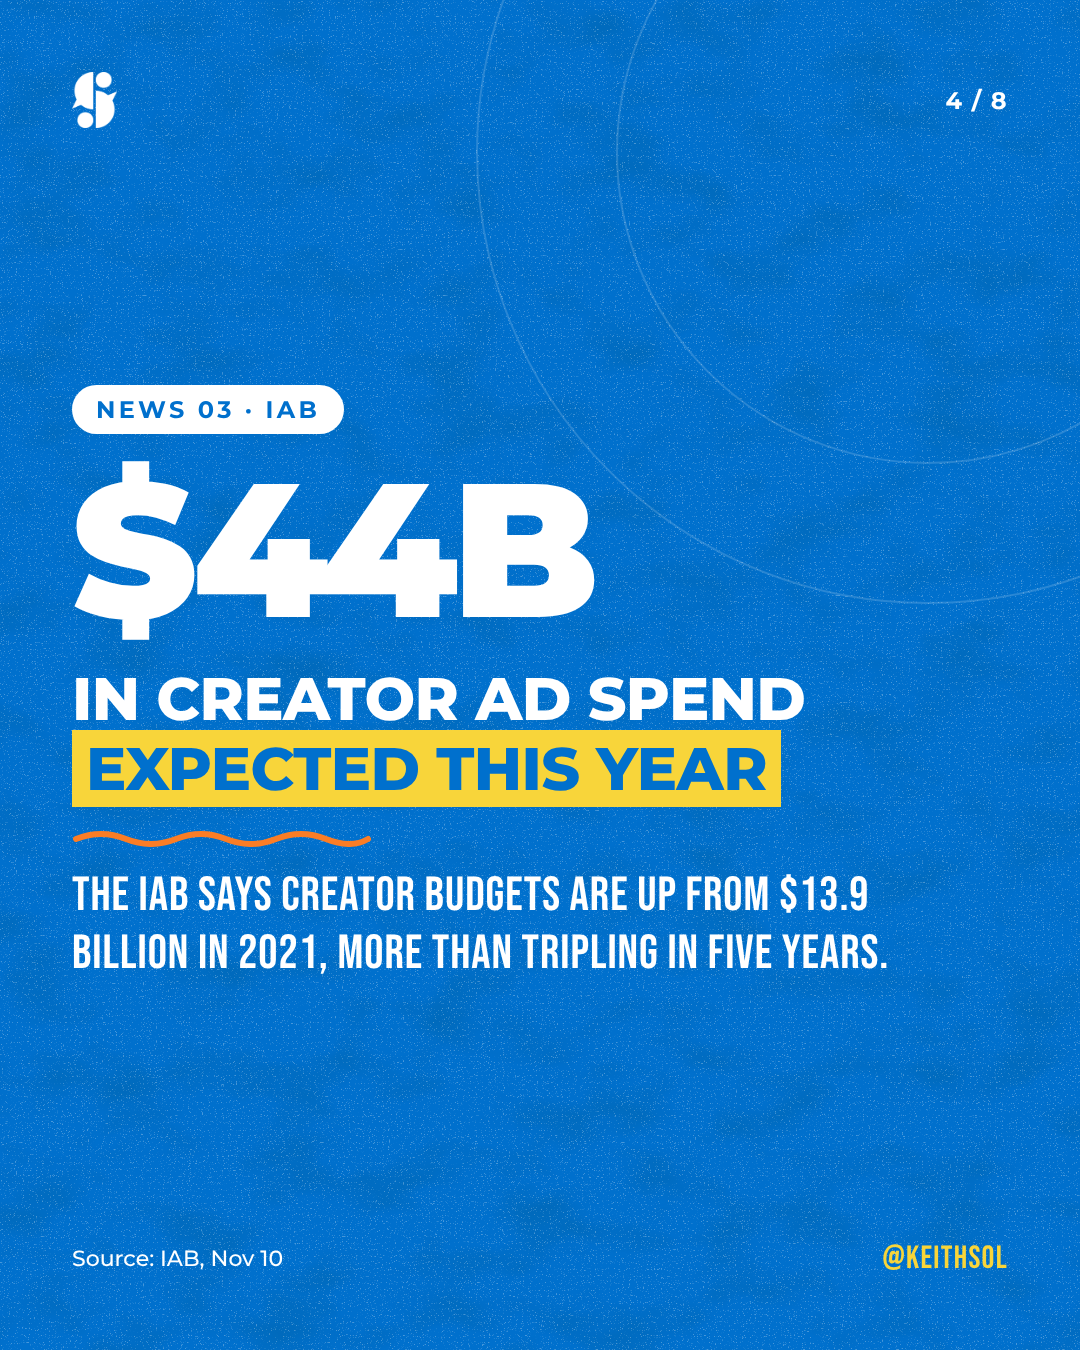 4 / 8
NEWS 03 · IAB
$44B
IN CREATOR AD SPEND
EXPECTED THIS YEAR
THE IAB SAYS CREATOR BUDGETS ARE UP FROM $13.9
BILLION IN 2021, MORE THAN TRIPLING IN FIVE YEARS.
Source: IAB, Nov 10
@KEITHSOL